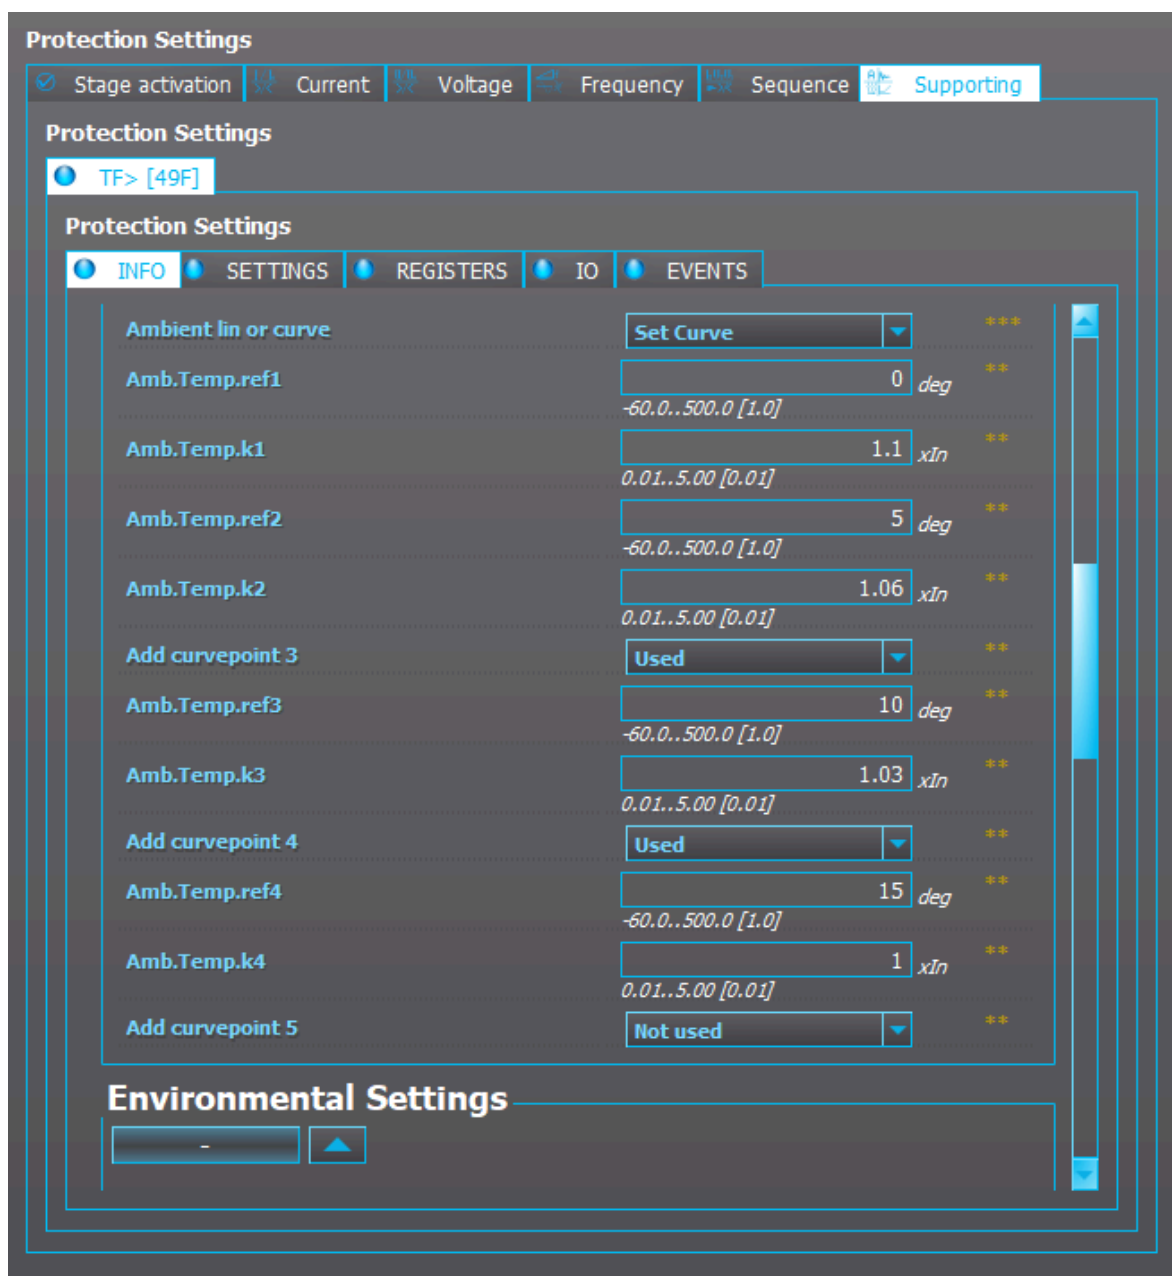 Protection Settings
Stage activation Current Voltage Frequency Sequence Supporting
Protection Settings
TF> [49F]
Protection Settings
INFO SETTINGS REGISTERS IO EVENTS
Ambient lin or curve Set Curve ***
Amb.Temp.ref1 0 deg **
-60.0..500.0 [1.0]
Amb.Temp.k1 1.1 xIn **
0.01..5.00 [0.01]
Amb.Temp.ref2 5 deg **
-60.0..500.0 [1.0]
Amb.Temp.k2 1.06 xIn **
0.01..5.00 [0.01]
Add curvepoint 3 Used **
Amb.Temp.ref3 10 deg **
-60.0..500.0 [1.0]
Amb.Temp.k3 1.03 xIn **
0.01..5.00 [0.01]
Add curvepoint 4 Used **
Amb.Temp.ref4 15 deg **
-60.0..500.0 [1.0]
Amb.Temp.k4 1 xIn **
0.01..5.00 [0.01]
Add curvepoint 5 Not used **
Environmental Settings
-